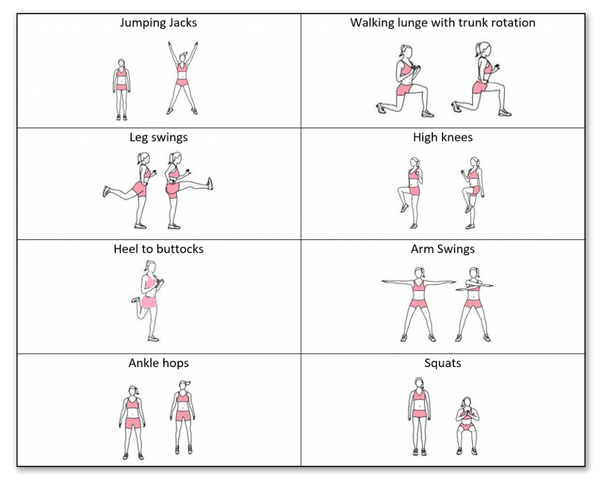 Jumping Jacks
Walking lunge with trunk rotation
Leg swings
High knees
Heel to buttocks
Arm Swings
Ankle hops
Squats